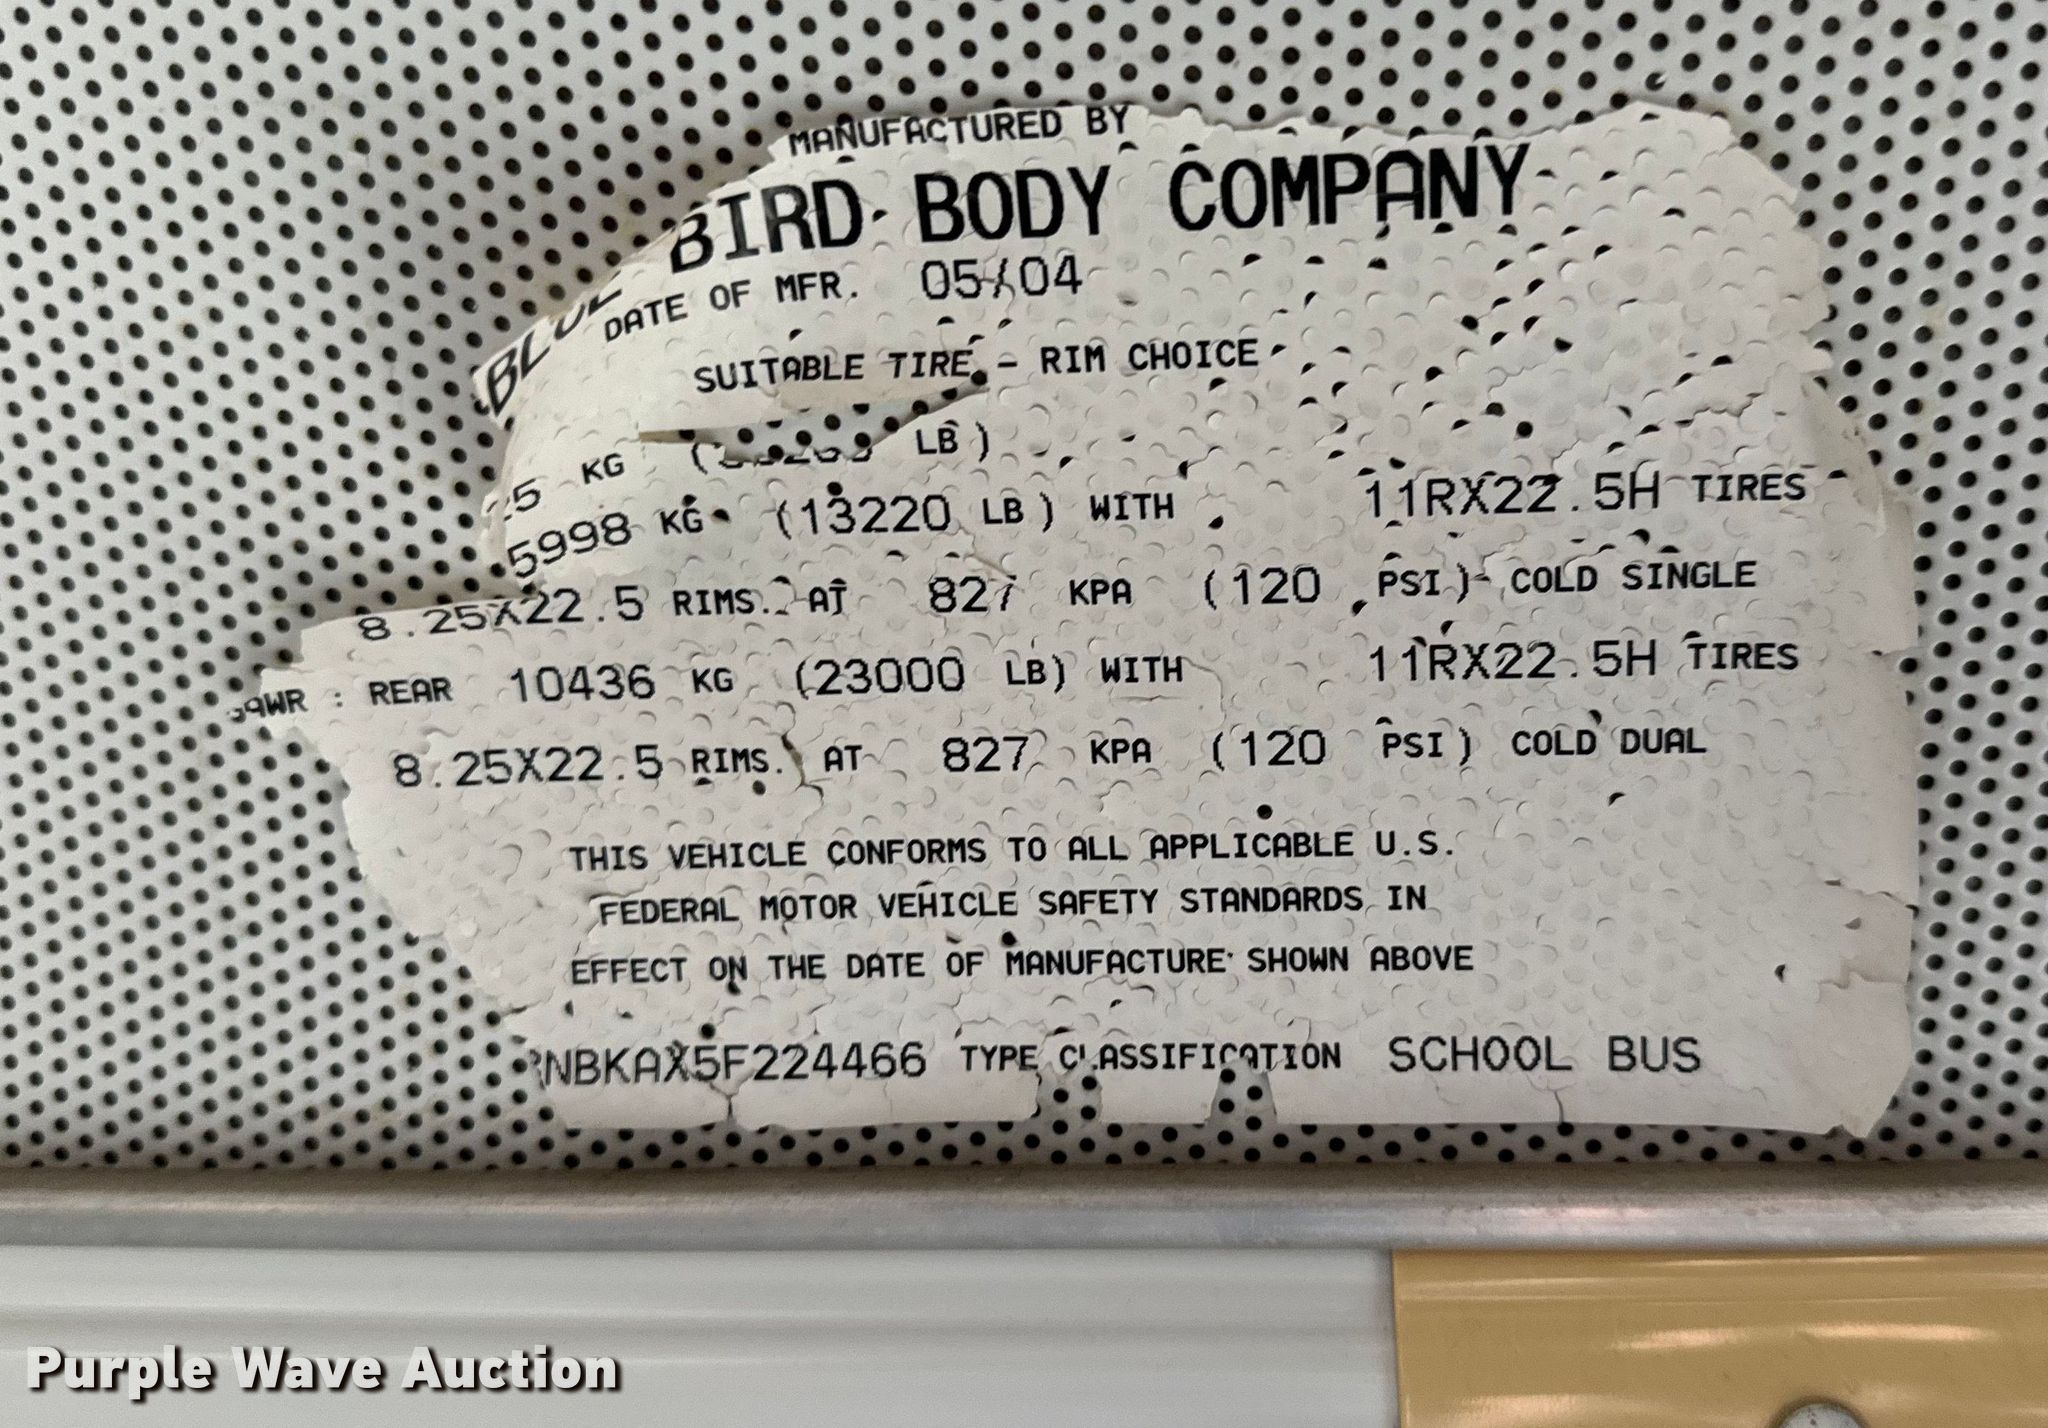 MANUFACTURED BY
BLUE BIRD BODY COMPANY
DATE OF MFR. 05/04
SUITABLE TIRE - RIM CHOICE
KG LB)
5998 KG (13220 LB) WITH 11RX22.5H TIRES
8.25X22.5 RIMS. AT 827 KPA (120 PSI) COLD SINGLE
GAWR : REAR 10436 KG (23000 LB) WITH 11RX22.5H TIRES
8.25X22.5 RIMS. AT 827 KPA (120 PSI) COLD DUAL
THIS VEHICLE CONFORMS TO ALL APPLICABLE U.S.
FEDERAL MOTOR VEHICLE SAFETY STANDARDS IN
EFFECT ON THE DATE OF MANUFACTURE SHOWN ABOVE
NBKAX5F224466 TYPE CLASSIFICATION SCHOOL BUS
Purple Wave Auction